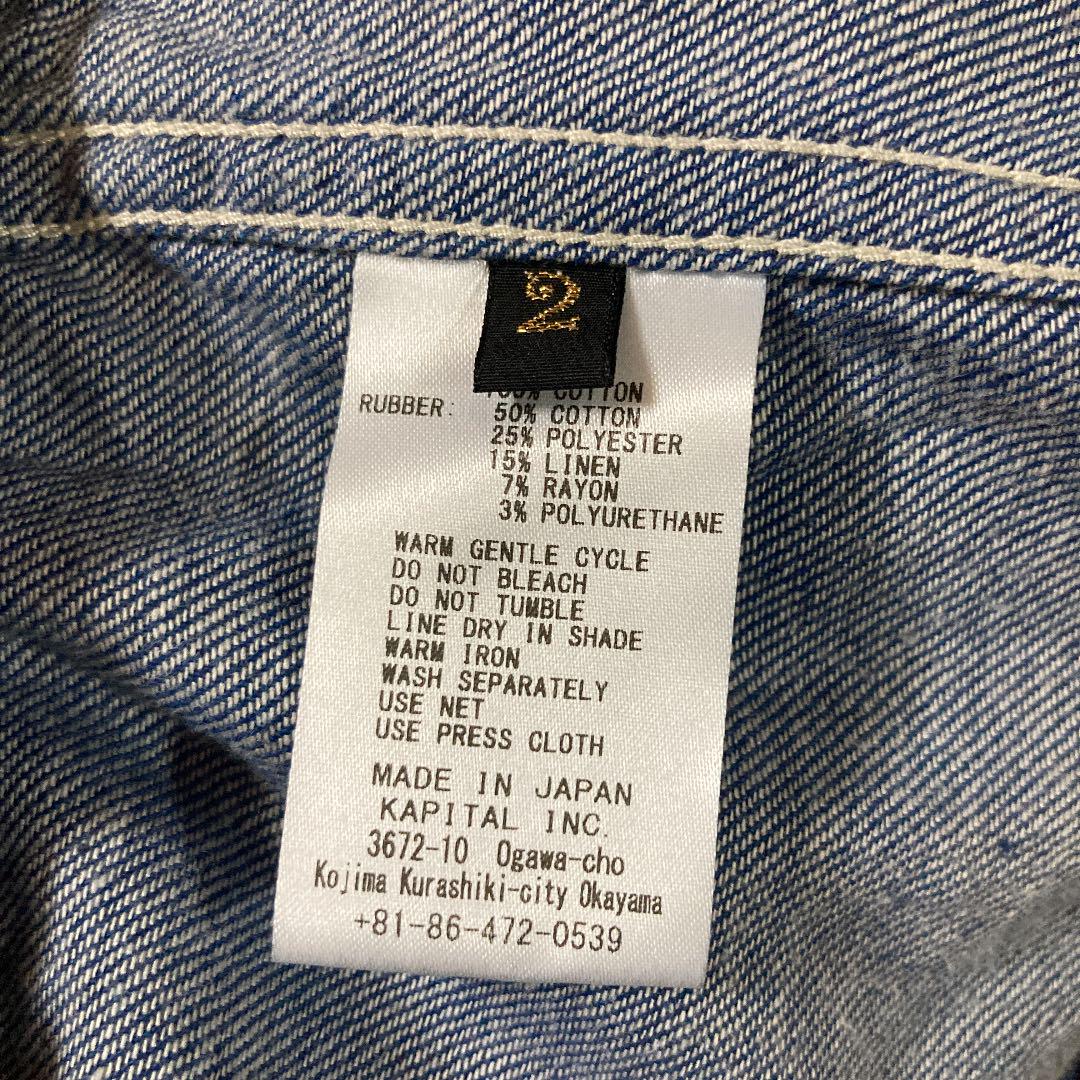 2
COTTON
RUBBER: 50% COTTON
25% POLYESTER
15% LINEN
7% RAYON
3% POLYURETHANE
WARM GENTLE CYCLE
DO NOT BLEACH
DO NOT TUMBLE
LINE DRY IN SHADE
WARM IRON
WASH SEPARATELY
USE NET
USE PRESS CLOTH
MADE IN JAPAN
KAPITAL INC.
3672-10 Ogawa-cho
Kojima Kurashiki-city Okayama
+81-86-472-0539